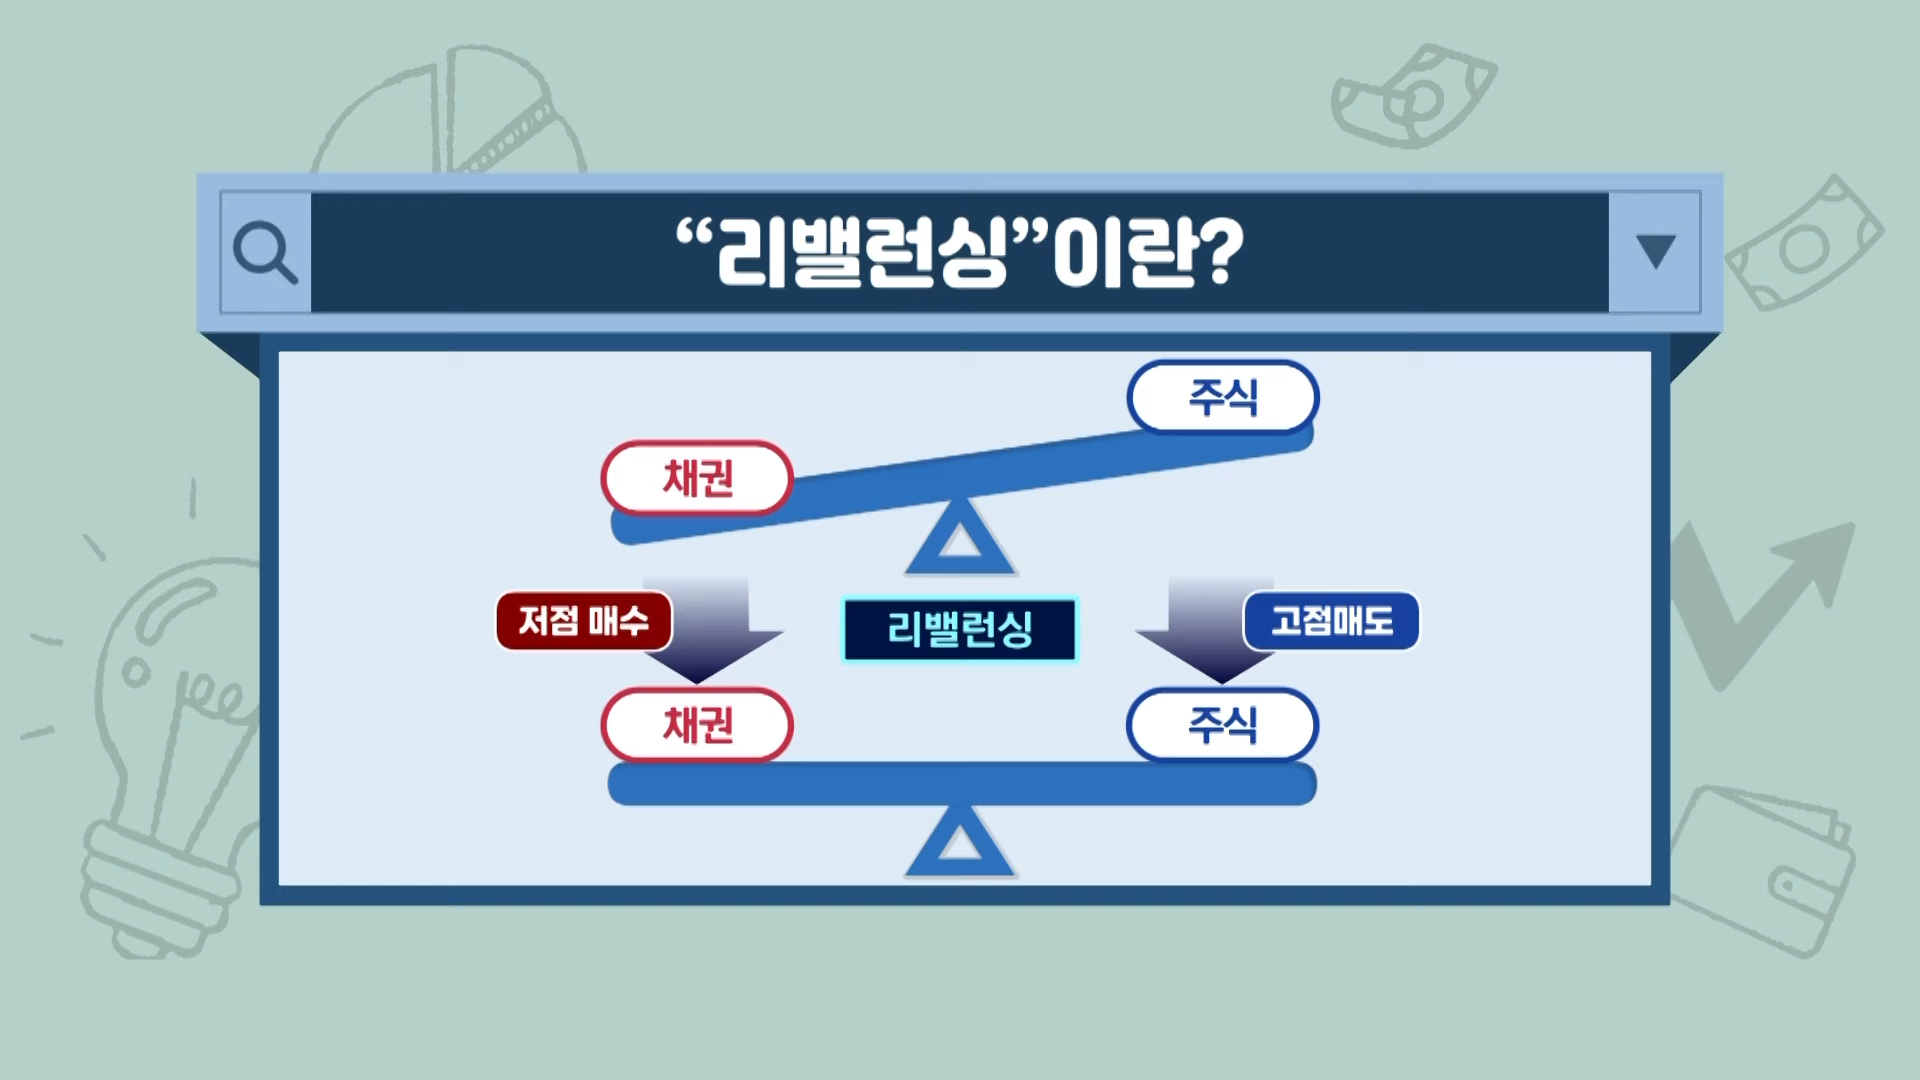 “리밸런싱”이란?
주식
채권
저점 매수
리밸런싱
고점매도
채권
주식